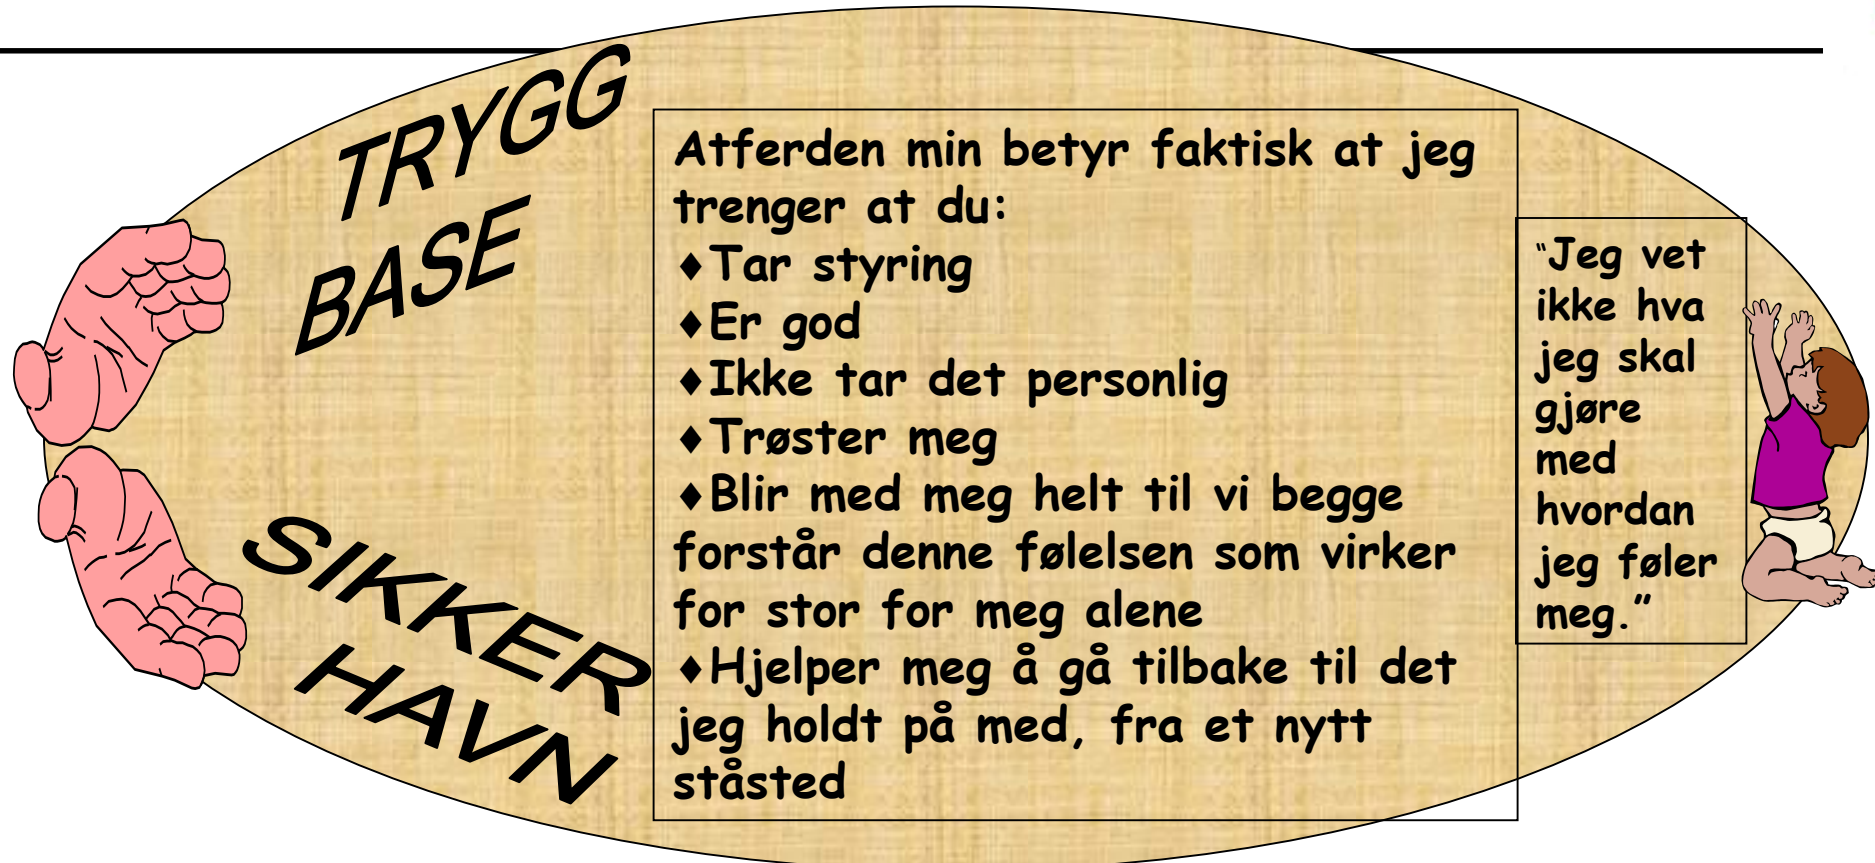 TRYGG
BASE
SIKKER
HAVN
Atferden min betyr faktisk at jeg
trenger at du:
♦Tar styring
♦Er god
♦Ikke tar det personlig
♦Trøster meg
♦Blir med meg helt til vi begge
forstår denne følelsen som virker
for stor for meg alene
♦Hjelper meg å gå tilbake til det
jeg holdt på med, fra et nytt
ståsted
"Jeg vet
ikke hva
jeg skal
gjøre
med
hvordan
jeg føler
meg."